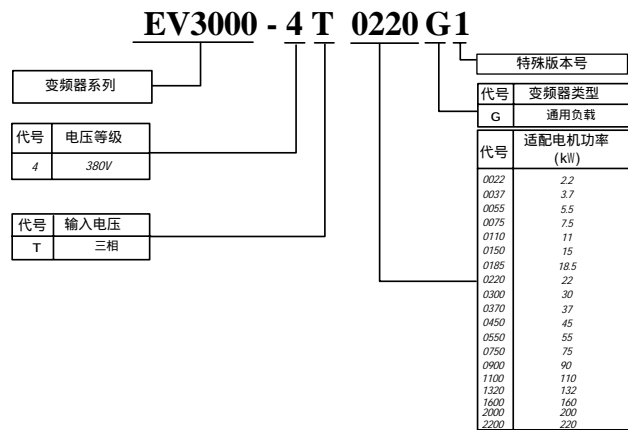 EV3000 - 4 T 0220 G 1
变频器系列
代号 电压等级
4 380V
代号 输入电压
T 三相
特殊版本号
代号 变频器类型
G 通用负载
代号 适配电机功率
(kW)
0022 2.2
0037 3.7
0055 5.5
0075 7.5
0110 11
0150 15
0185 18.5
0220 22
0300 30
0370 37
0450 45
0550 55
0750 75
0900 90
1100 110
1320 132
1600 160
2000 200
2200 220